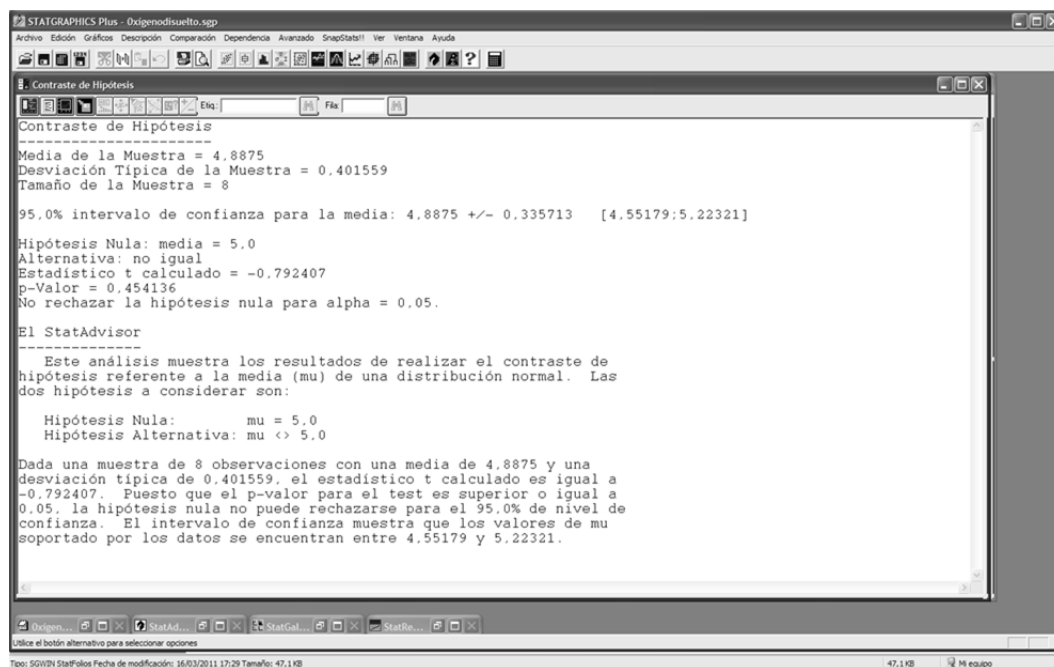 STATGRAPHICS Plus - Oxigenodisuelto.sgp
Archivo Edición Gráficos Descripción Comparación Dependencia Avanzado SnapStats!! Ver Ventana Ayuda
Contraste de Hipótesis
Etiq.: Fila:
Contraste de Hipótesis
----------------------
Media de la Muestra = 4,8875
Desviación Típica de la Muestra = 0,401559
Tamaño de la Muestra = 8
95,0% intervalo de confianza para la media: 4,8875 +/- 0,335713 [4,55179;5,22321]
Hipótesis Nula: media = 5,0
Alternativa: no igual
Estadístico t calculado = -0,792407
p-Valor = 0,454136
No rechazar la hipótesis nula para alpha = 0,05.
El StatAdvisor
--------------
Este análisis muestra los resultados de realizar el contraste de
hipótesis referente a la media (mu) de una distribución normal. Las
dos hipótesis a considerar son:
Hipótesis Nula: mu = 5,0
Hipótesis Alternativa: mu <> 5,0
Dada una muestra de 8 observaciones con una media de 4,8875 y una
desviación típica de 0,401559, el estadístico t calculado es igual a
-0,792407. Puesto que el p-valor para el test es superior o igual a
0,05, la hipótesis nula no puede rechazarse para el 95,0% de nivel de
confianza. El intervalo de confianza muestra que los valores de mu
soportado por los datos se encuentran entre 4,55179 y 5,22321.
Oxigen... StatAd... StatGal... StatRe...
Utilice el botón alternativo para seleccionar opciones
Tipo: SGWIN StatFolios Fecha de modificación: 16/03/2011 17:29 Tamaño: 47,1 KB 47,1 KB Mi equipo